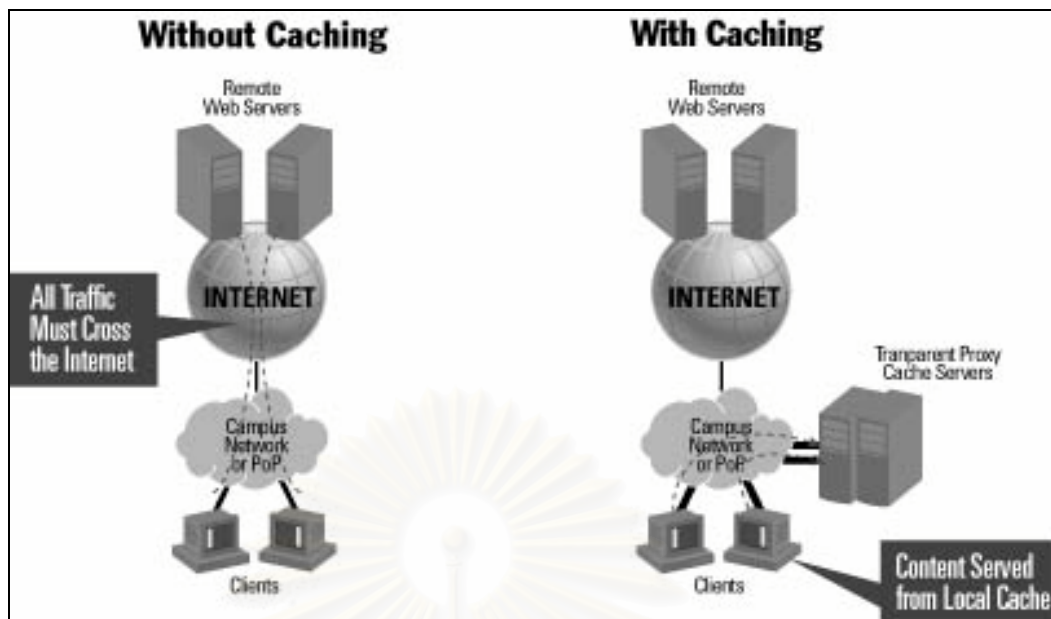 Without Caching
Remote
Web Servers
INTERNET
All Traffic
Must Cross
the Internet
Campus
Network
or PoP
Clients
With Caching
Remote
Web Servers
INTERNET
Tranparent Proxy
Cache Servers
Campus
Network
or PoP
Clients
Content Served
from Local Cache